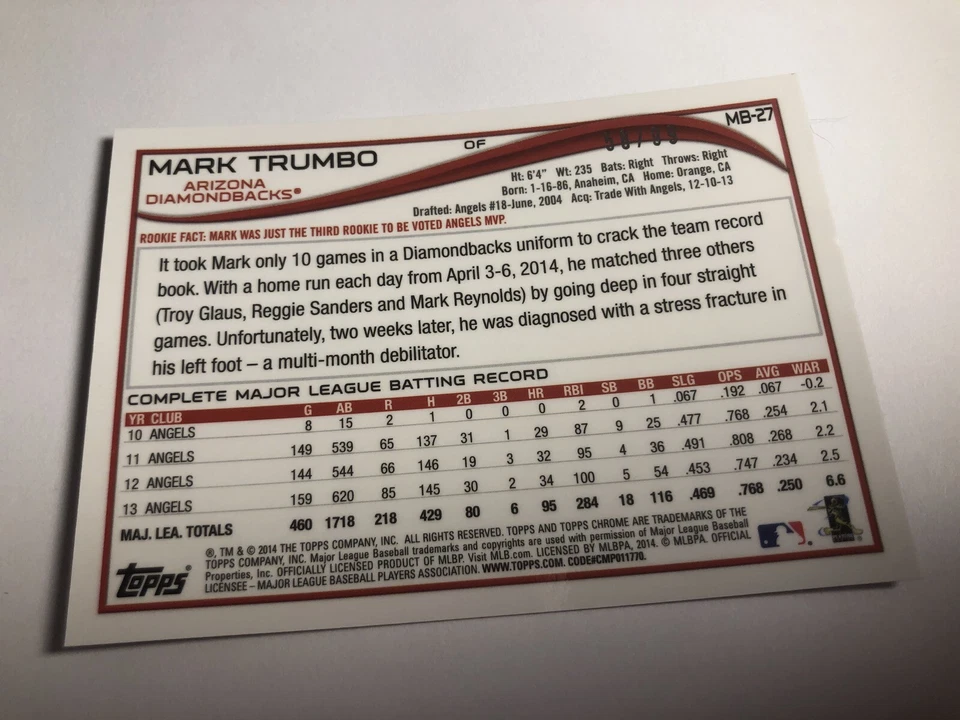 MB-27
MARK TRUMBO OF
ARIZONA
DIAMONDBACKS®
Ht: 6'4" Wt: 235 Bats: Right Throws: Right
Born: 1-16-86, Anaheim, CA Home: Orange, CA
Drafted: Angels #18-June, 2004 Acq: Trade With Angels, 12-10-13
ROOKIE FACT: MARK WAS JUST THE THIRD ROOKIE TO BE VOTED ANGELS MVP.
It took Mark only 10 games in a Diamondbacks uniform to crack the team record
book. With a home run each day from April 3-6, 2014, he matched three others
(Troy Glaus, Reggie Sanders and Mark Reynolds) by going deep in four straight
games. Unfortunately, two weeks later, he was diagnosed with a stress fracture in
his left foot – a multi-month debilitator.
COMPLETE MAJOR LEAGUE BATTING RECORD
YR CLUB G AB R H 2B 3B HR RBI SB BB SLG OPS AVG WAR
10 ANGELS 8 15 2 1 0 0 0 2 0 1 .067 .192 .067 -0.2
11 ANGELS 149 539 65 137 31 1 29 87 9 25 .477 .768 .254 2.1
12 ANGELS 144 544 66 146 19 3 32 95 4 36 .491 .808 .268 2.2
13 ANGELS 159 620 85 145 30 2 34 100 5 54 .453 .747 .234 2.5
MAJ. LEA. TOTALS 460 1718 218 429 80 6 95 284 18 116 .469 .768 .250 6.6
®, TM & © 2014 THE TOPPS COMPANY, INC. ALL RIGHTS RESERVED. TOPPS AND TOPPS CHROME ARE TRADEMARKS OF THE
TOPPS COMPANY, INC. Major League Baseball trademarks and copyrights are used with permission of Major League Baseball
Properties, Inc. OFFICIALLY LICENSED PRODUCT OF MLBP. Visit MLB.com. LICENSED BY MLBPA, 2014. © MLBPA. OFFICIAL
LICENSEE – MAJOR LEAGUE BASEBALL PLAYERS ASSOCIATION. WWW.TOPPS.COM. CODE#CMP011770.
TOPPS®